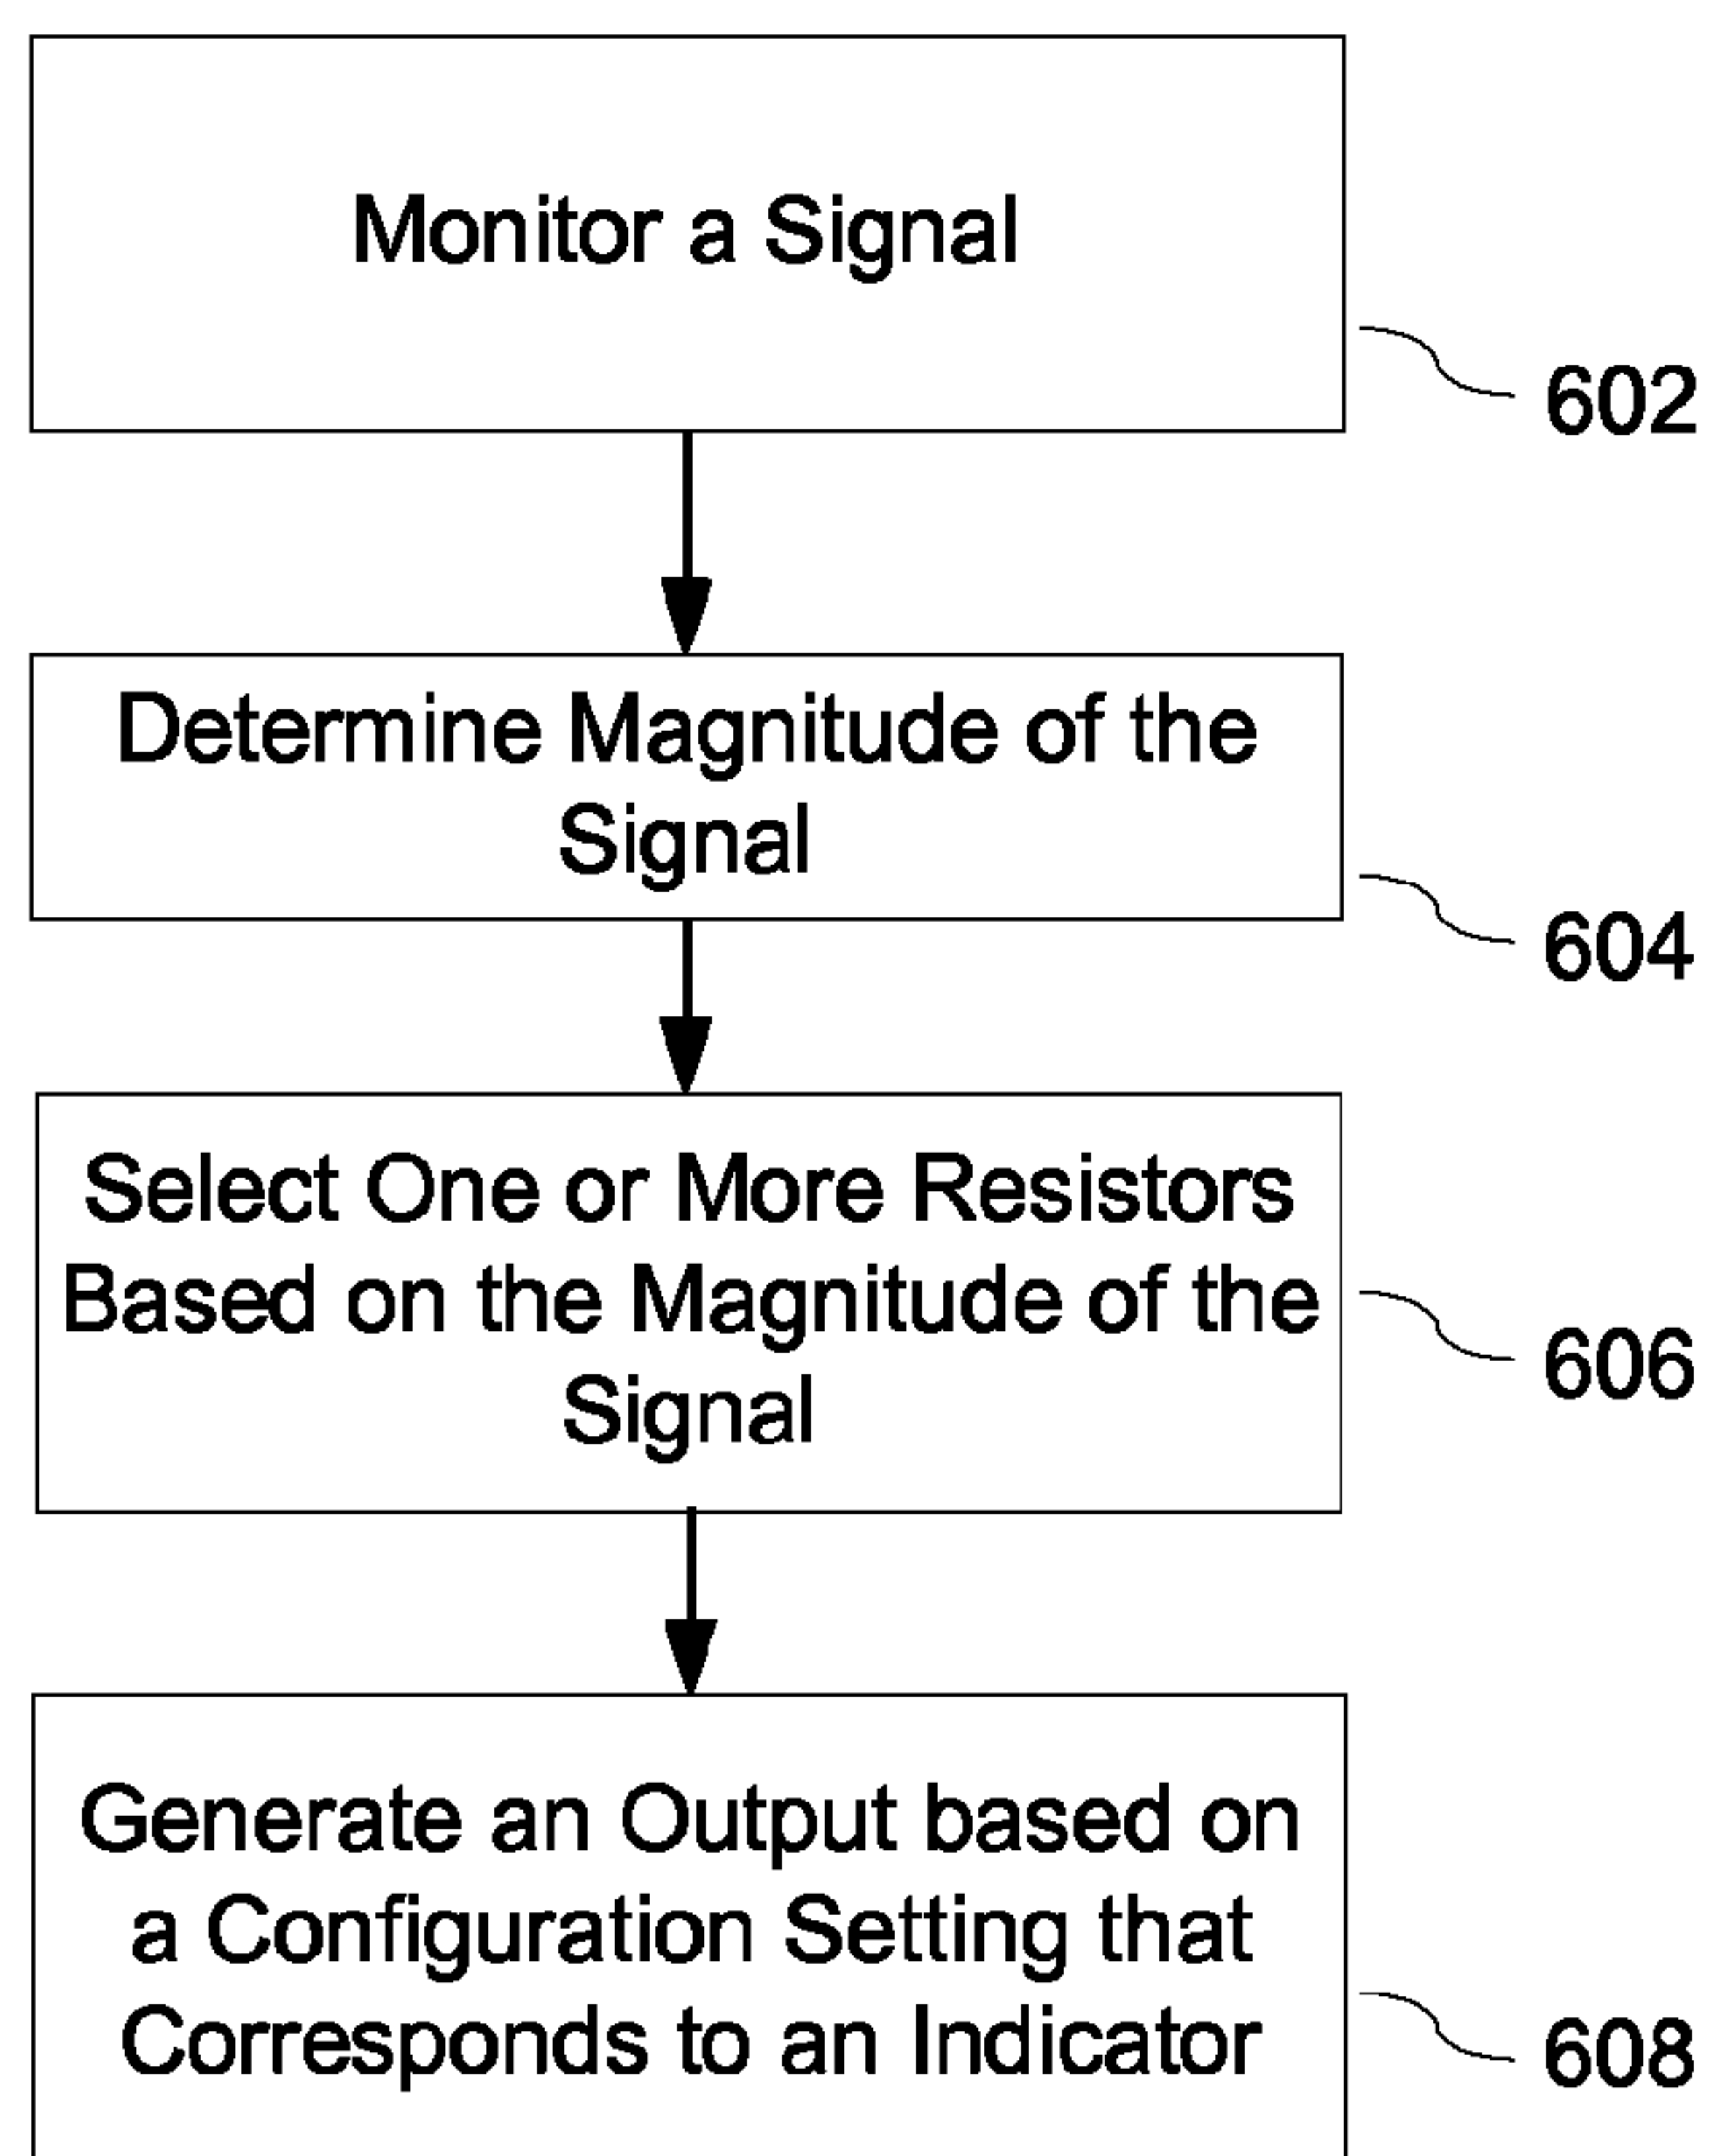 Monitor a Signal
602
Determine Magnitude of the
Signal
604
Select One or More Resistors
Based on the Magnitude of the
Signal
606
Generate an Output based on
a Configuration Setting that
Corresponds to an Indicator
608